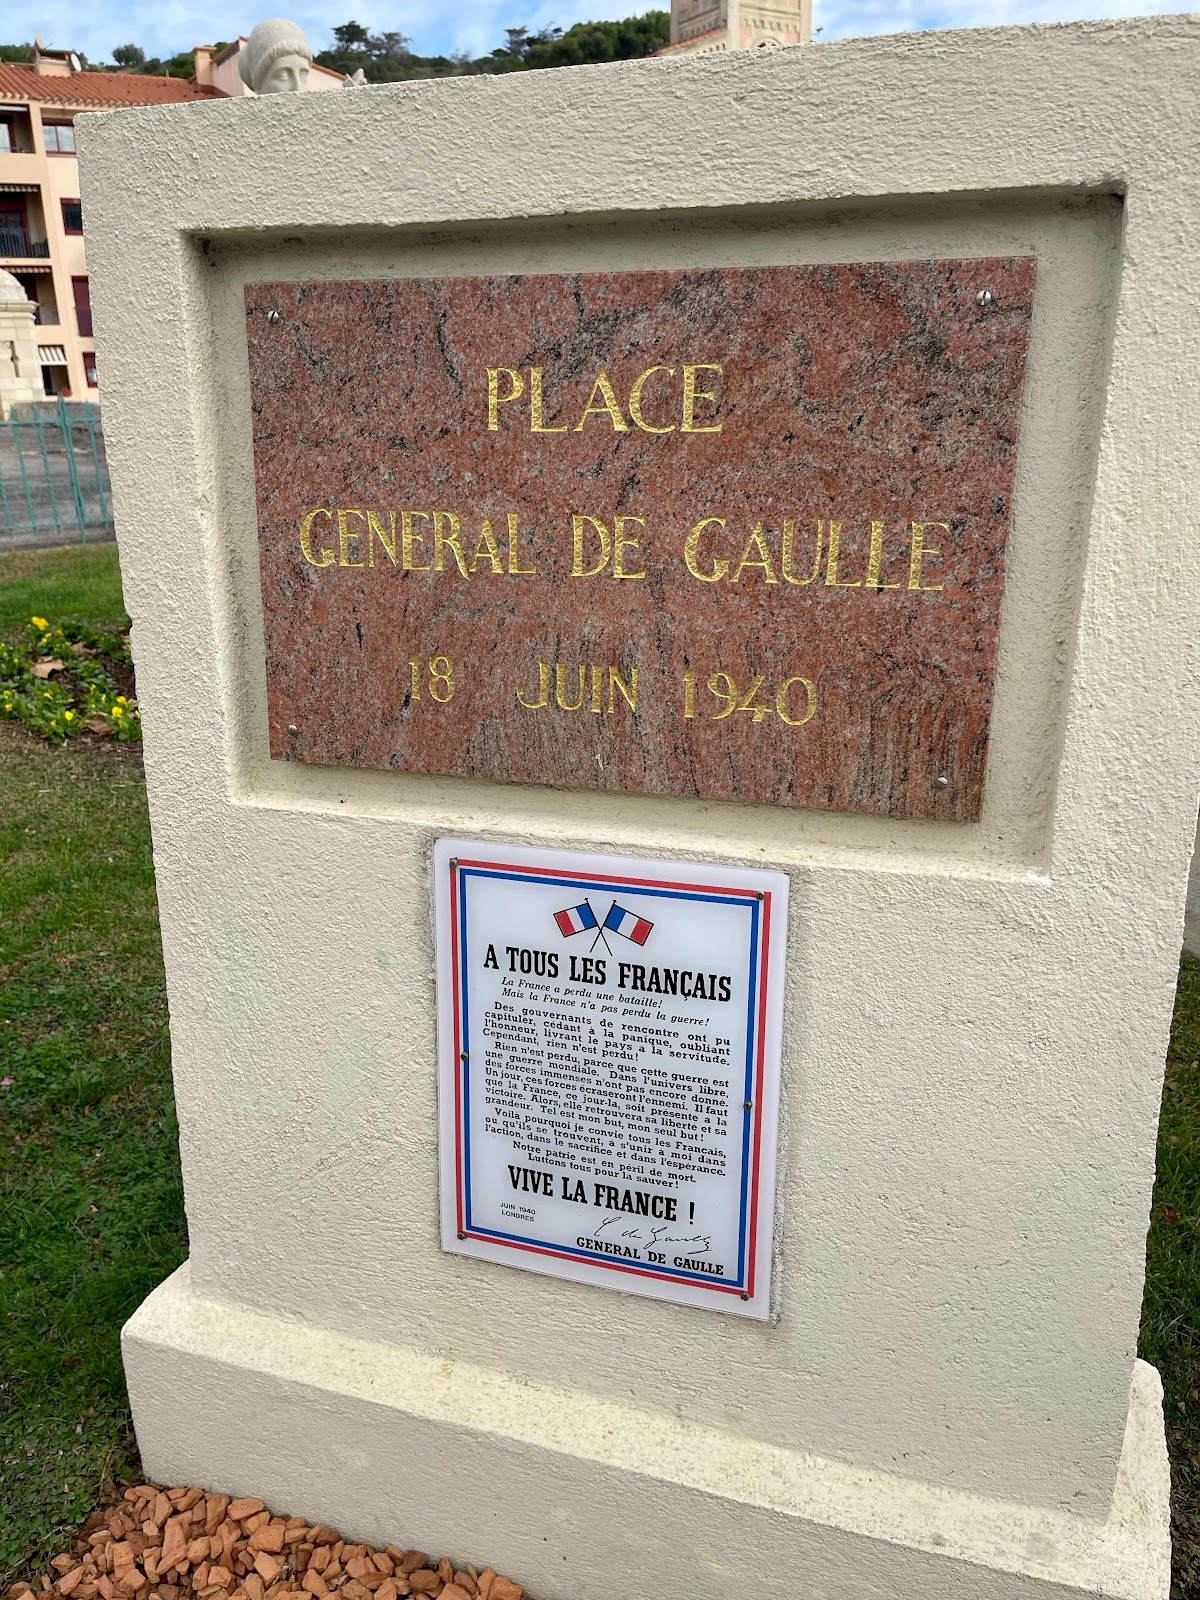 PLACE
GENERAL DE GAULLE
18 JUIN 1940
A TOUS LES FRANÇAIS
La France a perdu une bataille!
Mais la France n'a pas perdu la guerre!
Des gouvernants de rencontre ont pu
capituler, cédant à la panique, oubliant
l'honneur, livrant le pays à la servitude.
Cependant, rien n'est perdu!
Rien n'est perdu, parce que cette guerre est
une guerre mondiale. Dans l'univers libre,
des forces immenses n'ont pas encore donné.
Un jour, ces forces écraseront l'ennemi. Il faut
que la France, ce jour-là, soit présente à la
victoire. Alors, elle retrouvera sa liberté et sa
grandeur. Tel est mon but, mon seul but!
Voilà pourquoi je convie tous les Francais,
où qu'ils se trouvent, à s'unir à moi dans
l'action, dans le sacrifice et dans l'espérance.
Notre patrie est en péril de mort.
Luttons tous pour la sauver!
VIVE LA FRANCE !
JUIN 1940
LONDRES
C de Gaulle
GENERAL DE GAULLE